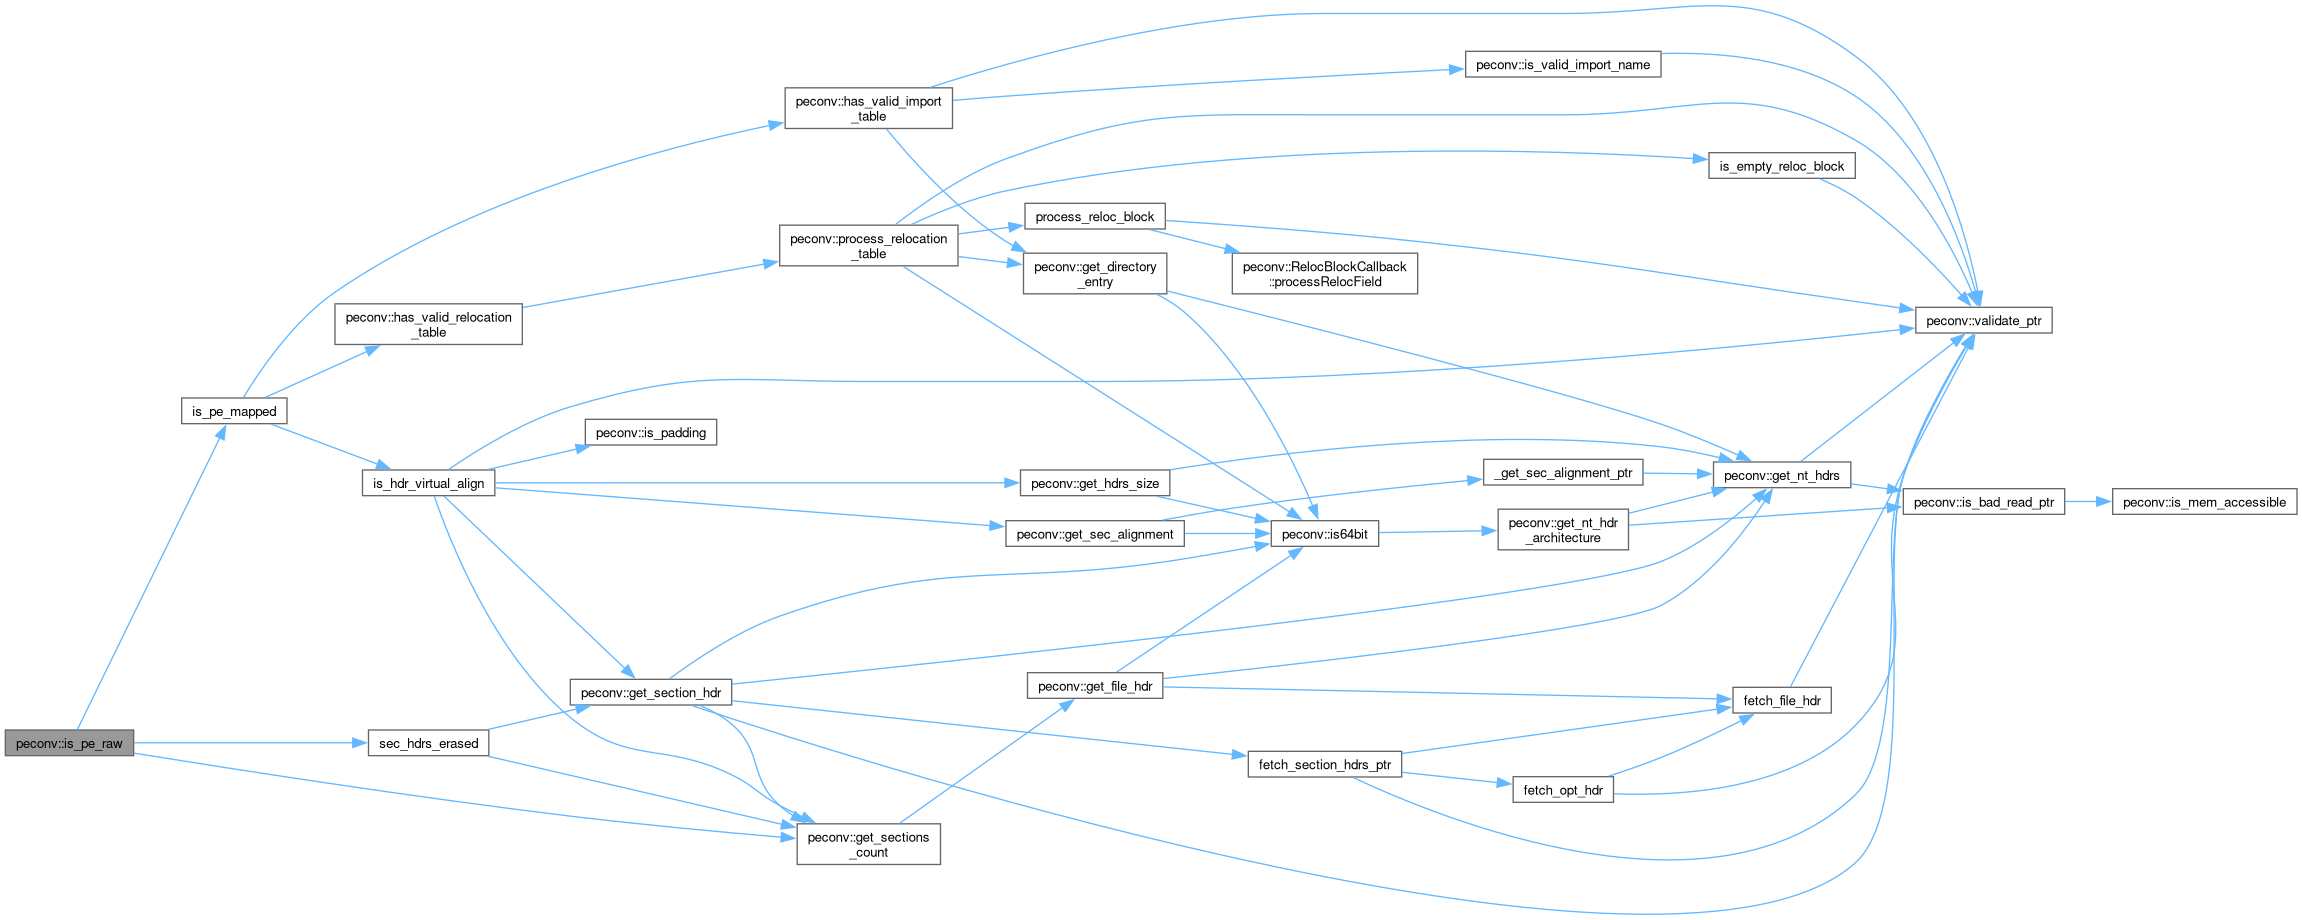 peconv::is_pe_raw
is_pe_mapped
sec_hdrs_erased
peconv::has_valid_relocation
_table
is_hdr_virtual_align
peconv::is_padding
peconv::get_section_hdr
peconv::has_valid_import
_table
peconv::process_relocation
_table
peconv::get_sections
_count
process_reloc_block
peconv::get_directory
_entry
peconv::get_hdrs_size
peconv::get_sec_alignment
peconv::get_file_hdr
peconv::RelocBlockCallback
::processRelocField
peconv::is64bit
fetch_section_hdrs_ptr
peconv::is_valid_import_name
_get_sec_alignment_ptr
peconv::get_nt_hdr
_architecture
fetch_opt_hdr
is_empty_reloc_block
peconv::get_nt_hdrs
fetch_file_hdr
peconv::validate_ptr
peconv::is_bad_read_ptr
peconv::is_mem_accessible